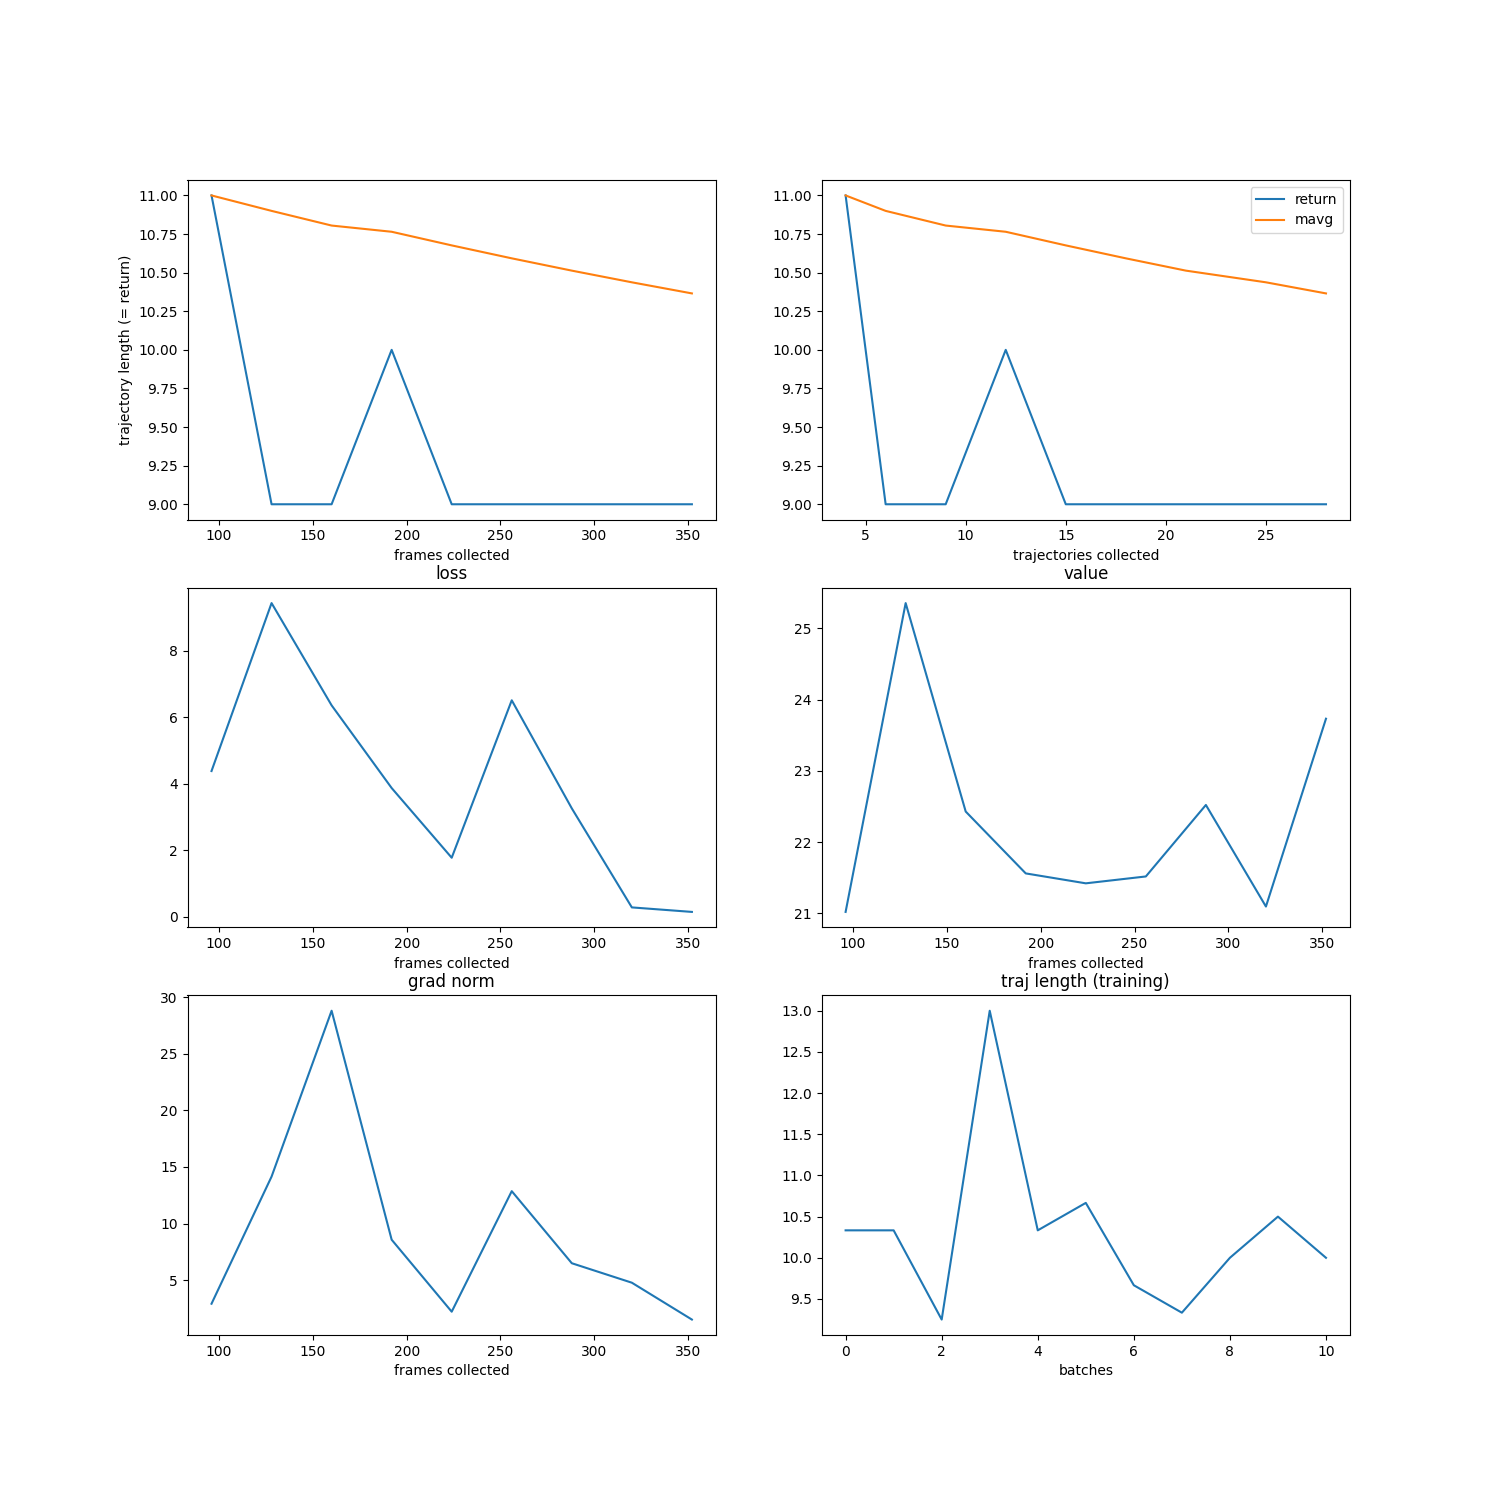 11.00
10.75
10.50
10.25
10.00
9.75
9.50
9.25
9.00
trajectory length (= return)
100 150 200 250 300 350
frames collected
return
mavg
11.00
10.75
10.50
10.25
10.00
9.75
9.50
9.25
9.00
5 10 15 20 25
trajectories collected
loss
8
6
4
2
0
100 150 200 250 300 350
frames collected
value
25
24
23
22
21
100 150 200 250 300 350
frames collected
grad norm
30
25
20
15
10
5
100 150 200 250 300 350
frames collected
traj length (training)
13.0
12.5
12.0
11.5
11.0
10.5
10.0
9.5
0 2 4 6 8 10
batches